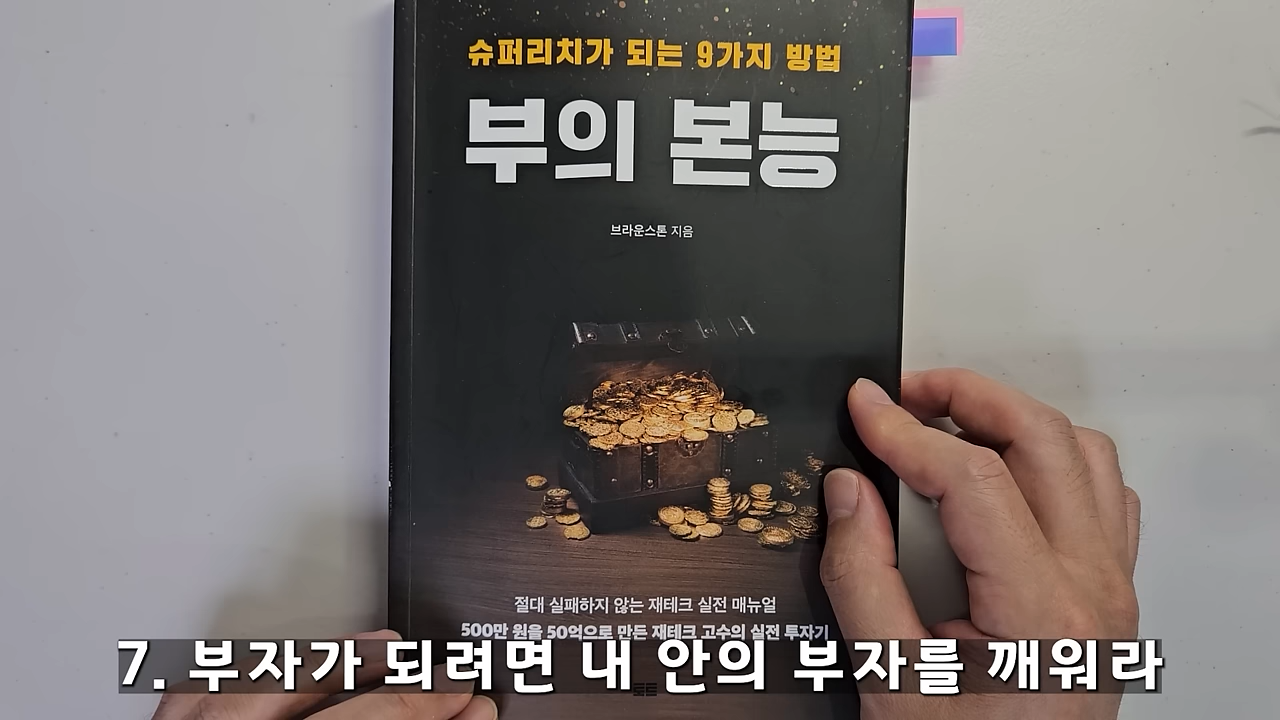 슈퍼리치가 되는 9가지 방법
부의 본능
브라운스톤 지음
절대 실패하지 않는 재테크 실전 매뉴얼
500만 원을 50억으로 만든 재테크 고수의 실전 투자기
7. 부자가 되려면 내 안의 부자를 깨워라